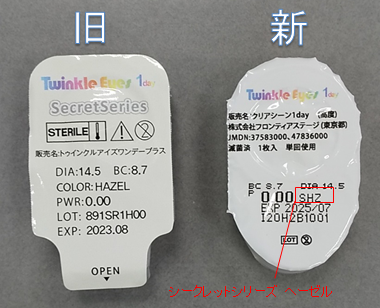 旧
新
Twinkle Eyes 1day
SecretSeries
STERILE
販売名:トゥインクルアイズワンデープラス
DIA:14.5 BC:8.7
COLOR:HAZEL
PWR:0.00
LOT: 891SR1H00
EXP: 2023.08
OPEN
Twinkle Eyes 1day
販売名:クリアシーン1day
株式会社フロンティアステージ(東京都)
JMDN:37583000, 47836000
滅菌済 1枚入 単回使用
BC 8.7 DIA 14.5
P 0.00 SHZ
EXP 2025/07
I20H2B1001
LOT
シークレットシリーズ ヘーゼル